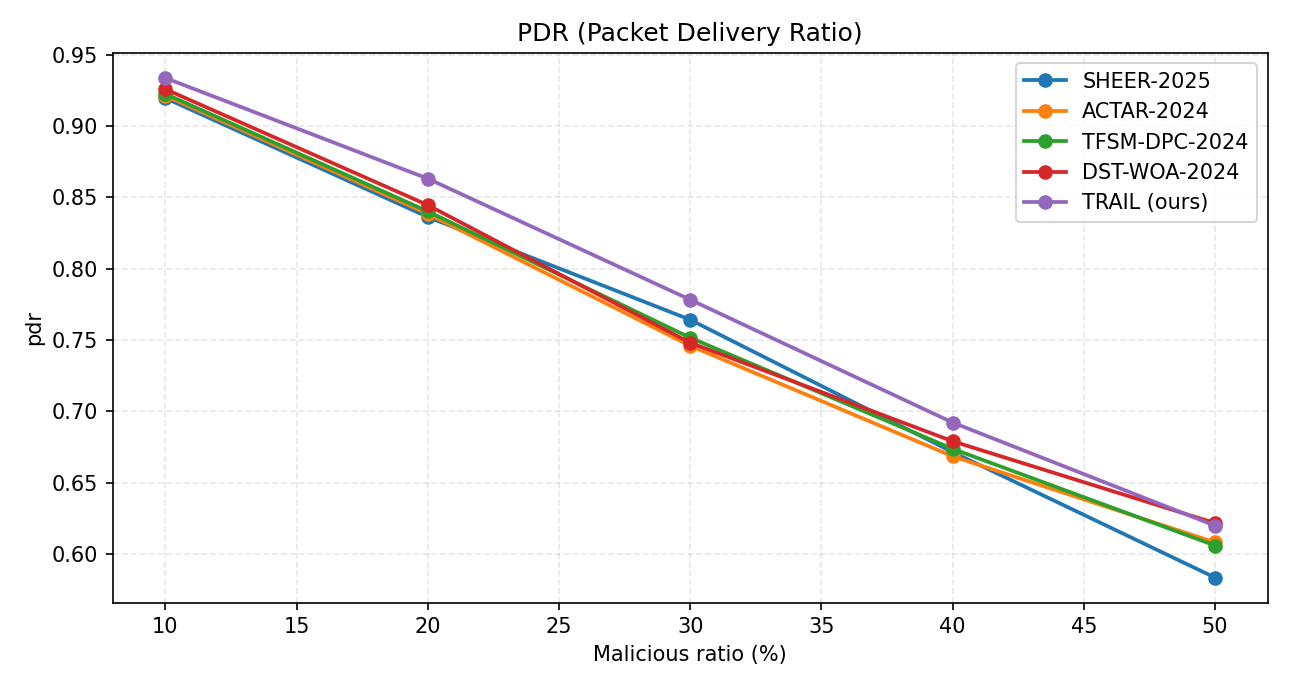 PDR (Packet Delivery Ratio)
0.95
0.90
0.85
0.80
0.75
0.70
0.65
0.60
pdr
SHEER-2025
ACTAR-2024
TFSM-DPC-2024
DST-WOA-2024
TRAIL (ours)
10 15 20 25 30 35 40 45 50
Malicious ratio (%)